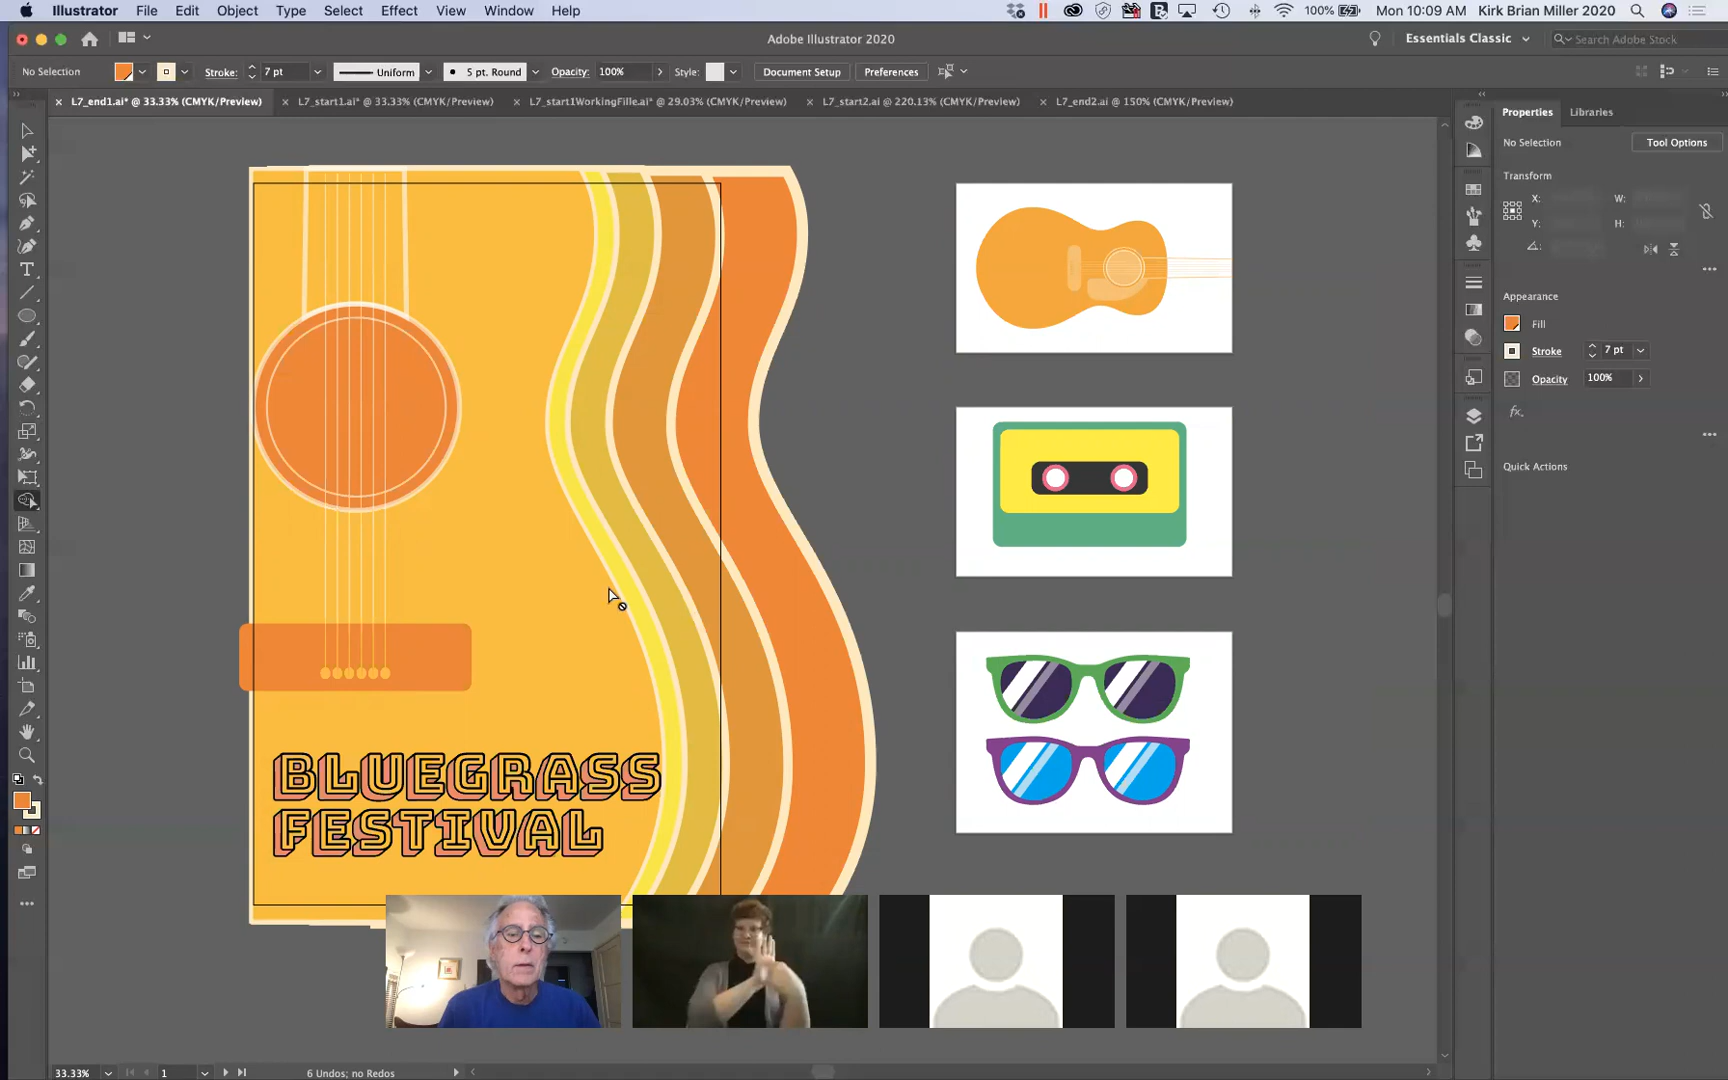 Illustrator File Edit Object Type Select Effect View Window Help
100% Mon 10:09 AM Kirk Brian Miller 2020
Adobe Illustrator 2020
Essentials Classic
Search Adobe Stock
No Selection Stroke: 7 pt Uniform 5 pt. Round Opacity: 100% Style: Document Setup Preferences
L7_end1.ai* @ 33.33% (CMYK/Preview) L7_start1.ai* @ 33.33% (CMYK/Preview) L7_start1WorkingFille.ai* @ 29.03% (CMYK/Preview) L7_start2.ai @ 220.13% (CMYK/Preview) L7_end2.ai @ 150% (CMYK/Preview)
Properties Libraries
No Selection Tool Options
Transform
X: W:
Y: H:
Appearance
Fill
Stroke 7 pt
Opacity 100%
fx.
Quick Actions
BLUEGRASS
FESTIVAL
33.33% 1 6 Undos; no Redos